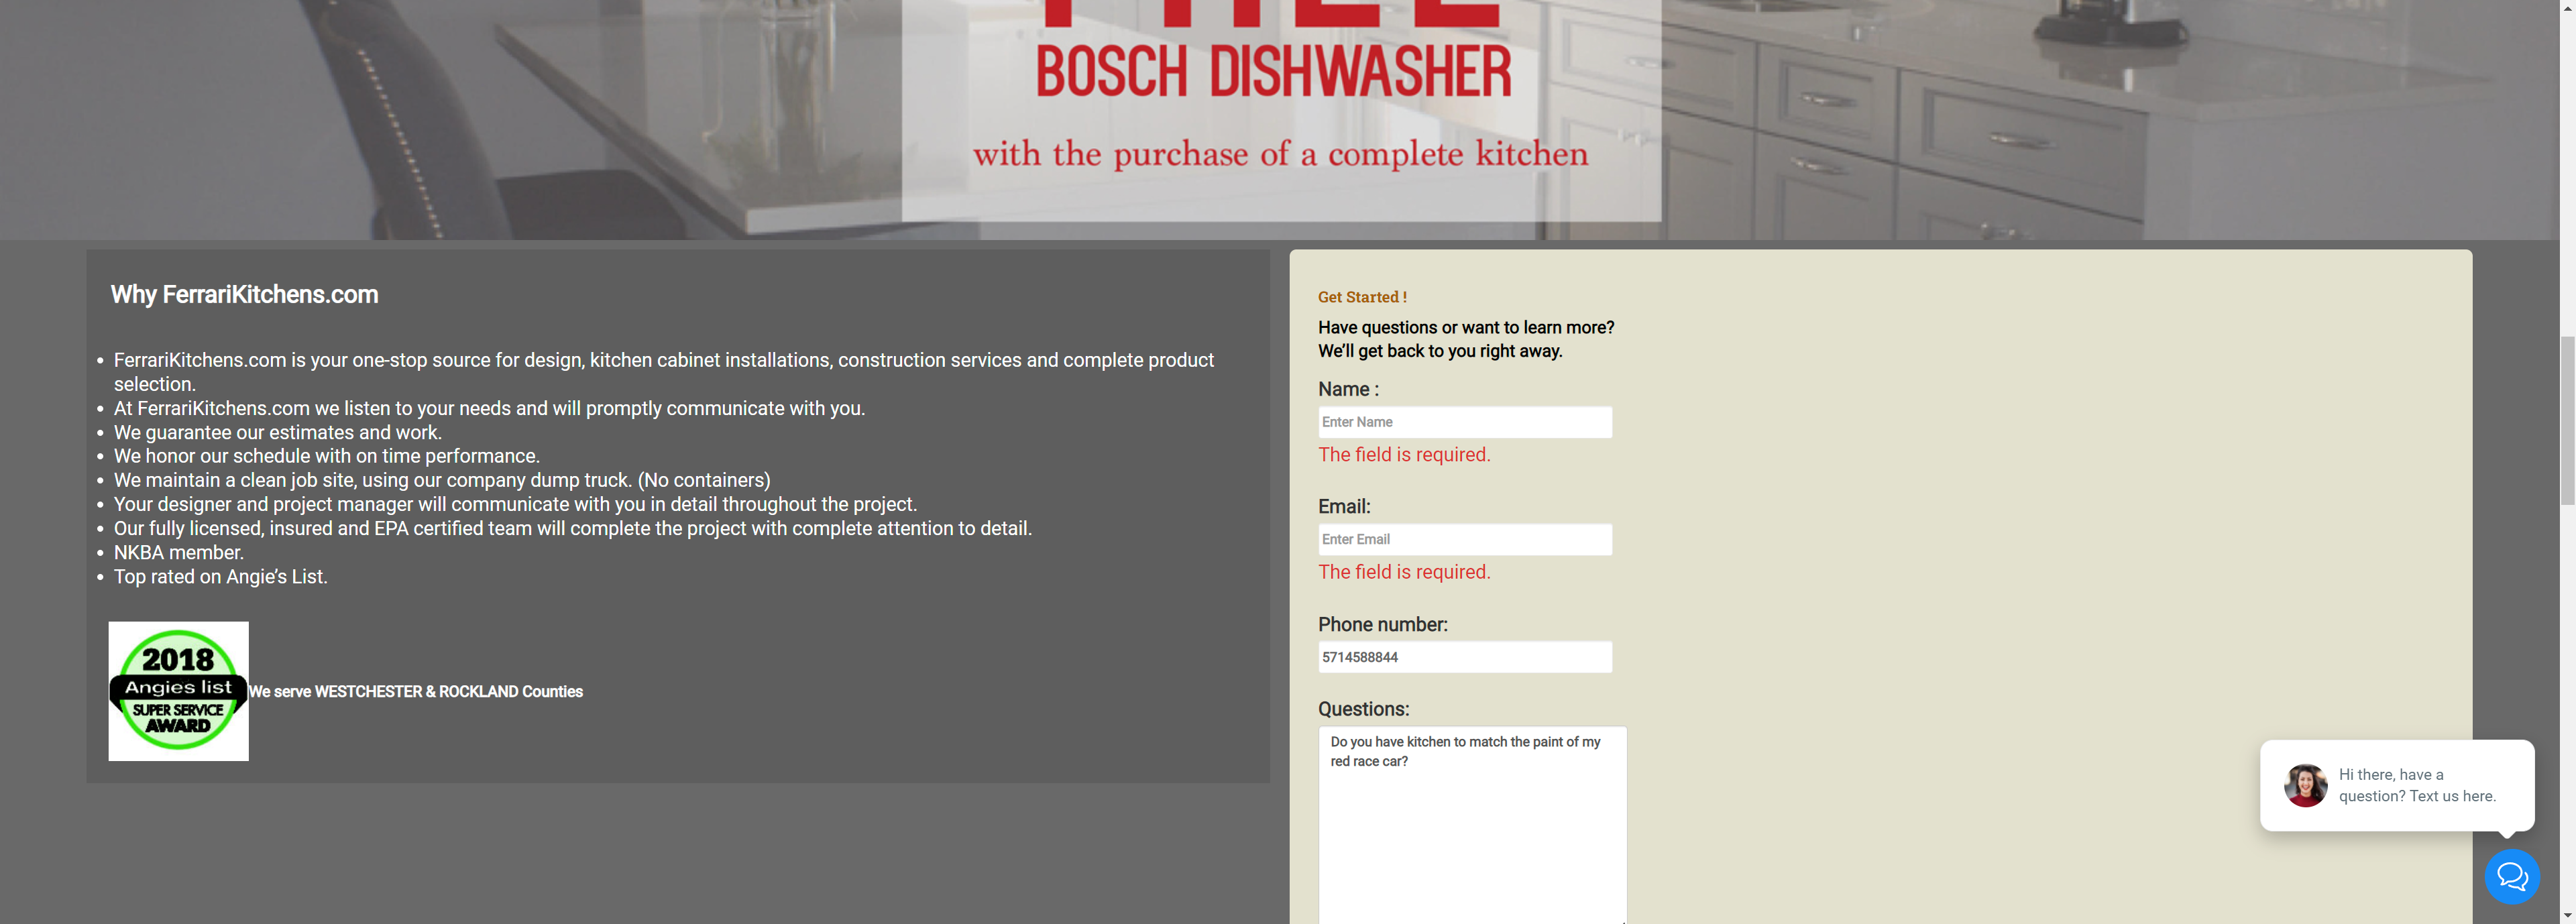 BOSCH DISHWASHER
with the purchase of a complete kitchen
Why FerrariKitchens.com
• FerrariKitchens.com is your one-stop source for design, kitchen cabinet installations, construction services and complete product
selection.
• At FerrariKitchens.com we listen to your needs and will promptly communicate with you.
• We guarantee our estimates and work.
• We honor our schedule with on time performance.
• We maintain a clean job site, using our company dump truck. (No containers)
• Your designer and project manager will communicate with you in detail throughout the project.
• Our fully licensed, insured and EPA certified team will complete the project with complete attention to detail.
• NKBA member.
• Top rated on Angie’s List.
2018
Angies list
SUPER SERVICE
AWARD
We serve WESTCHESTER & ROCKLAND Counties
Get Started !
Have questions or want to learn more?
We’ll get back to you right away.
Name :
Enter Name
The field is required.
Email:
Enter Email
The field is required.
Phone number:
5714588844
Questions:
Do you have kitchen to match the paint of my
red race car?
Hi there, have a
question? Text us here.